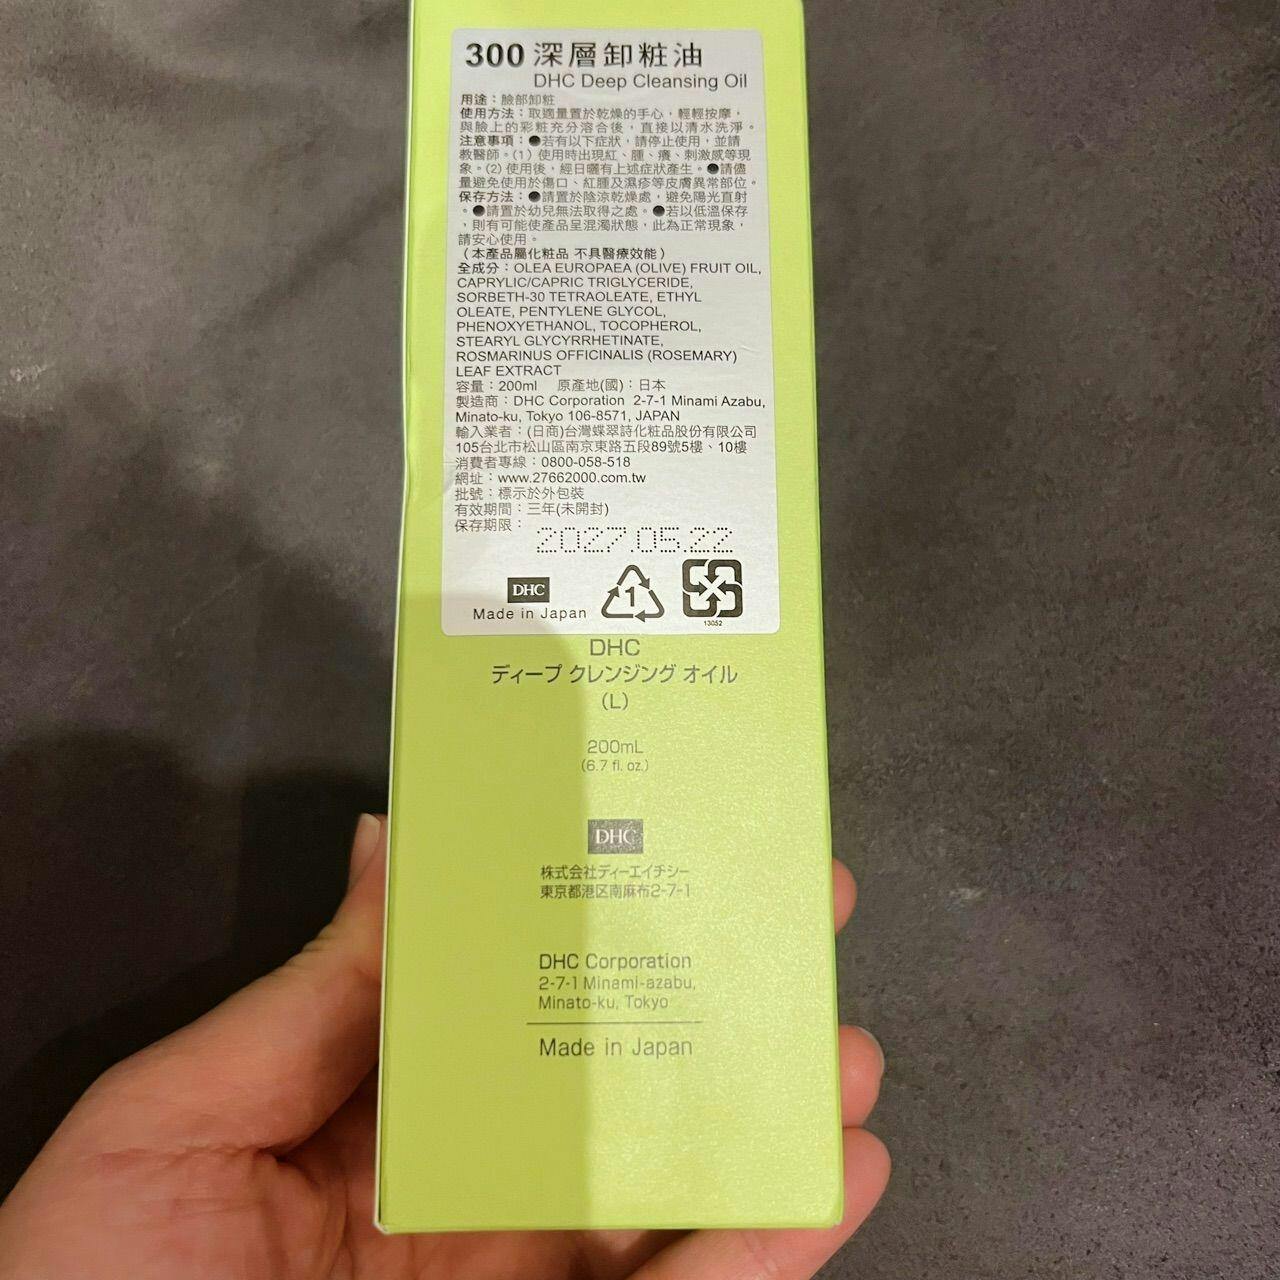 300 深層卸粧油
DHC Deep Cleansing Oil
用途：臉部卸粧
使用方法：取適量置於乾燥的手心，輕輕按摩，
與臉上的彩粧充分溶合後，直接以清水洗淨。
注意事項：●若有以下症狀，請停止使用，並請
教醫師。(1) 使用時出現紅、腫、癢、刺激感等現
象。(2) 使用後，經日曬有上述症狀產生。●請儘
量避免使用於傷口、紅腫及濕疹等皮膚異常部位。
保存方法：●請置於陰涼乾燥處，避免陽光直射
。●請置於幼兒無法取得之處。●若以低溫保存
，則有可能使產品呈混濁狀態，此為正常現象，
請安心使用。
（本產品屬化粧品 不具醫療效能）
全成分：OLEA EUROPAEA (OLIVE) FRUIT OIL,
CAPRYLIC/CAPRIC TRIGLYCERIDE,
SORBETH-30 TETRAOLEATE, ETHYL
OLEATE, PENTYLENE GLYCOL,
PHENOXYETHANOL, TOCOPHEROL,
STEARYL GLYCYRRHETINATE,
ROSMARINUS OFFICINALIS (ROSEMARY)
LEAF EXTRACT
容量：200ml 原產地(國)：日本
製造商：DHC Corporation 2-7-1 Minami Azabu,
Minato-ku, Tokyo 106-8571, JAPAN
輸入業者：(日商)台灣蝶翠詩化粧品股份有限公司
105台北市松山區南京東路五段89號5樓、10樓
消費者專線：0800-058-518
網址：www.27662000.com.tw
批號：標示於外包裝
有效期間：三年(未開封)
保存期限：2027.05.22
DHC
Made in Japan
1
13052
DHC
ディープ クレンジング オイル
(L)
200mL
(6.7 fl. oz.)
DHC
株式会社ディーエイチシー
東京都港区南麻布2-7-1
DHC Corporation
2-7-1 Minami-azabu,
Minato-ku, Tokyo
Made in Japan